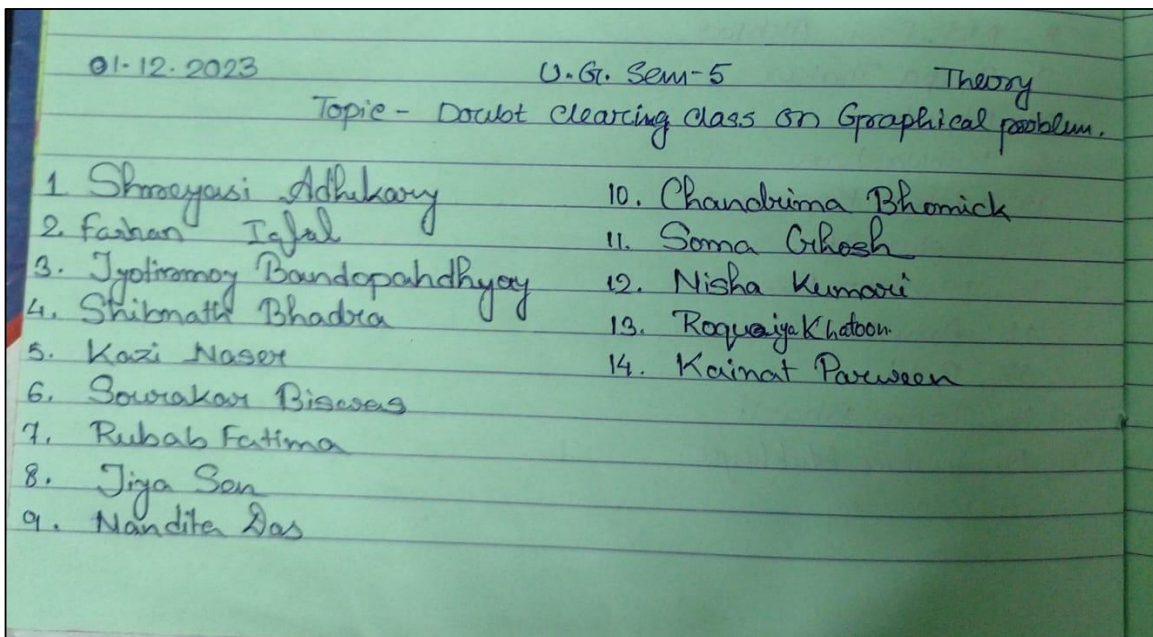 01-12-2023 U.G. Sem-5 Theory
Topic - Doubt clearing class on Graphical problem.
1 Shreyasi Adhikary
2. Farhan Iqbal
3. Jyotirmoy Bandopahdhyay
4. Shibnath Bhadra
5. Kazi Naser
6. Sourakar Biswas
7. Rubab Fatima
8. Jiya Sen
9. Nandita Das
10. Chandrima Bhomick
11. Soma Ghosh
12. Nisha Kumari
13. Roquaiya Khatoon.
14. Kainat Parween